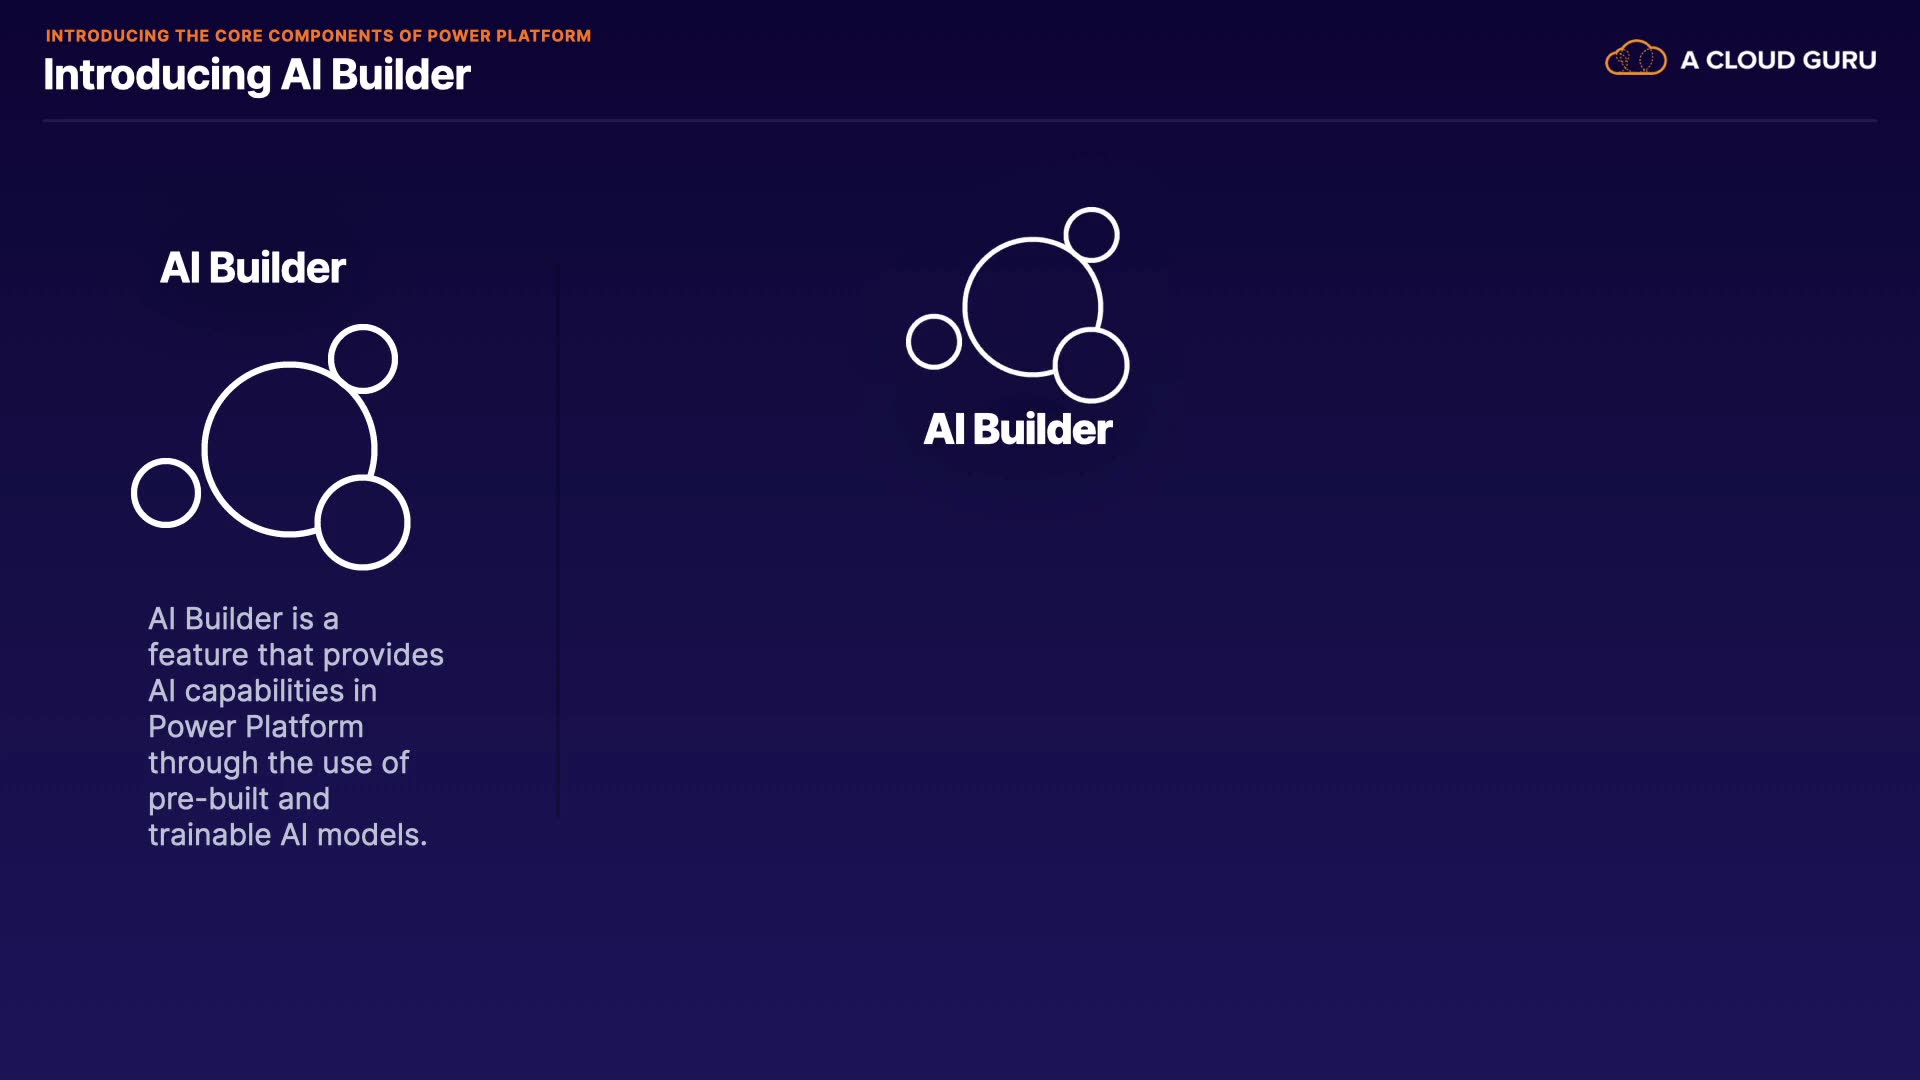 INTRODUCING THE CORE COMPONENTS OF POWER PLATFORM
Introducing AI Builder
A CLOUD GURU
AI Builder
AI Builder is a
feature that provides
AI capabilities in
Power Platform
through the use of
pre-built and
trainable AI models.
AI Builder